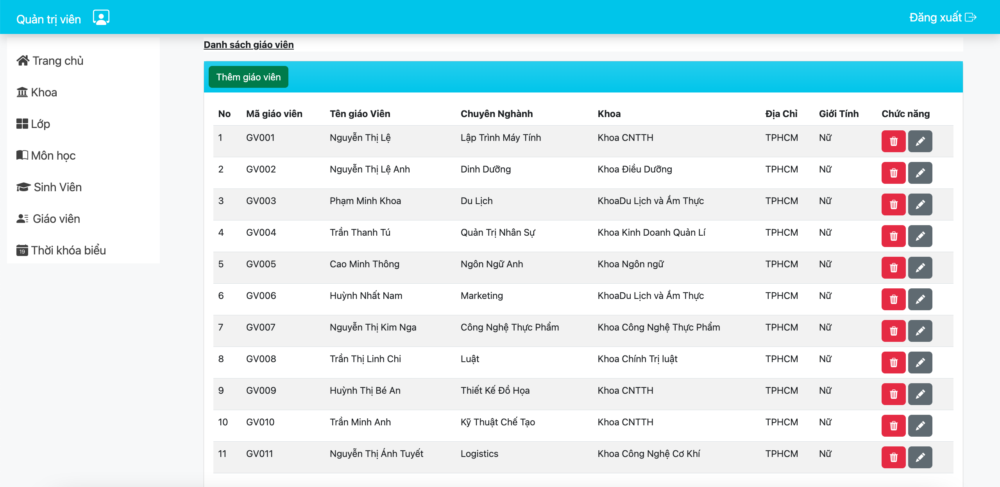 Quản trị viên
Đăng xuất
Trang chủ
Khoa
Lớp
Môn học
Sinh Viên
Giáo viên
19 Thời khóa biểu
Danh sách giáo viên
Thêm giáo viên
No Mã giáo viên Tên giáo Viên Chuyên Nghành Khoa Địa Chỉ Giới Tính Chức năng
1 GV001 Nguyễn Thị Lệ Lập Trình Máy Tính Khoa CNTTH TPHCM Nữ
2 GV002 Nguyễn Thị Lệ Anh Dinh Dưỡng Khoa Điều Dưỡng TPHCM Nữ
3 GV003 Phạm Minh Khoa Du Lịch KhoaDu Lịch và Ẩm Thực TPHCM Nữ
4 GV004 Trần Thanh Tú Quản Trị Nhân Sự Khoa Kinh Doanh Quản Lí TPHCM Nữ
5 GV005 Cao Minh Thông Ngôn Ngữ Anh Khoa Ngôn ngữ TPHCM Nữ
6 GV006 Huỳnh Nhất Nam Marketing KhoaDu Lịch và Ẩm Thực TPHCM Nữ
7 GV007 Nguyễn Thị Kim Nga Công Nghệ Thực Phẩm Khoa Công Nghệ Thực Phẩm TPHCM Nữ
8 GV008 Trần Thị Linh Chi Luật Khoa Chính Trị luật TPHCM Nữ
9 GV009 Huỳnh Thị Bé An Thiết Kế Đồ Họa Khoa CNTTH TPHCM Nữ
10 GV010 Trần Minh Anh Kỹ Thuật Chế Tạo Khoa CNTTH TPHCM Nữ
11 GV011 Nguyễn Thị Ánh Tuyết Logistics Khoa Công Nghệ Cơ Khí TPHCM Nữ